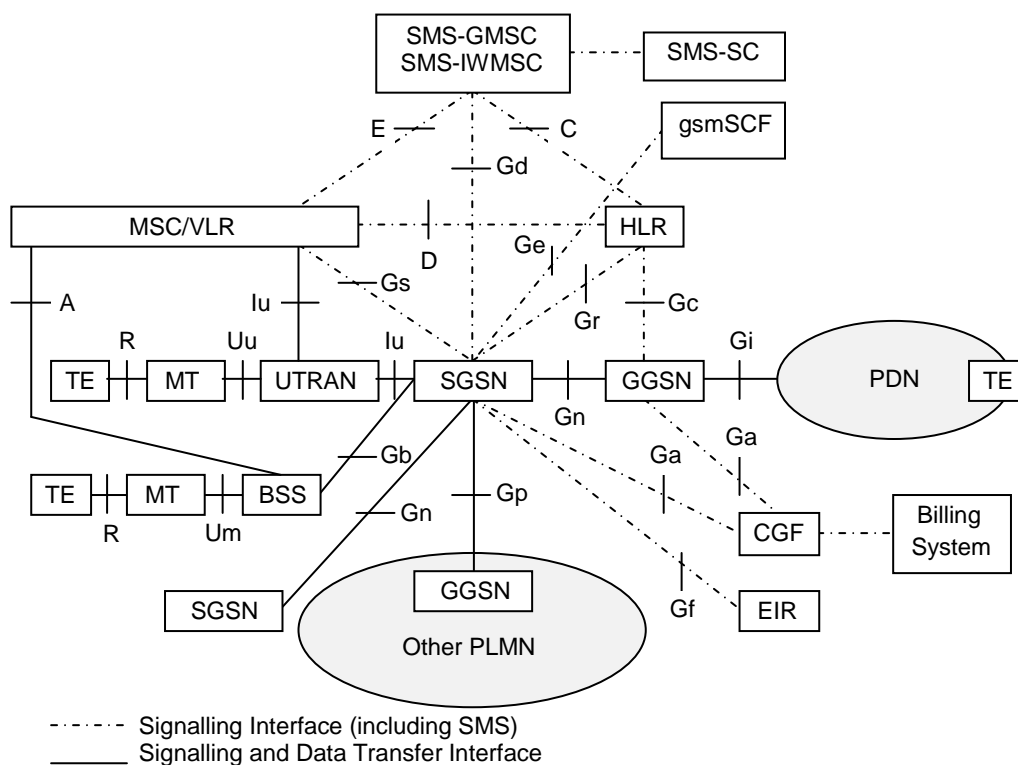 SMS-GMSC
SMS-IWMSC
SMS-SC
gsmSCF
E
C
Gd
MSC/VLR
HLR
D
Ge
Gs
A
Iu
Gr
Gc
R
Uu
Iu
Gi
TE
MT
UTRAN
SGSN
GGSN
PDN
TE
Gn
Gb
Ga
Ga
TE
MT
BSS
Gn
Gp
R
Um
CGF
Billing
System
SGSN
GGSN
Gf
EIR
Other PLMN
Signalling Interface (including SMS)
Signalling and Data Transfer Interface